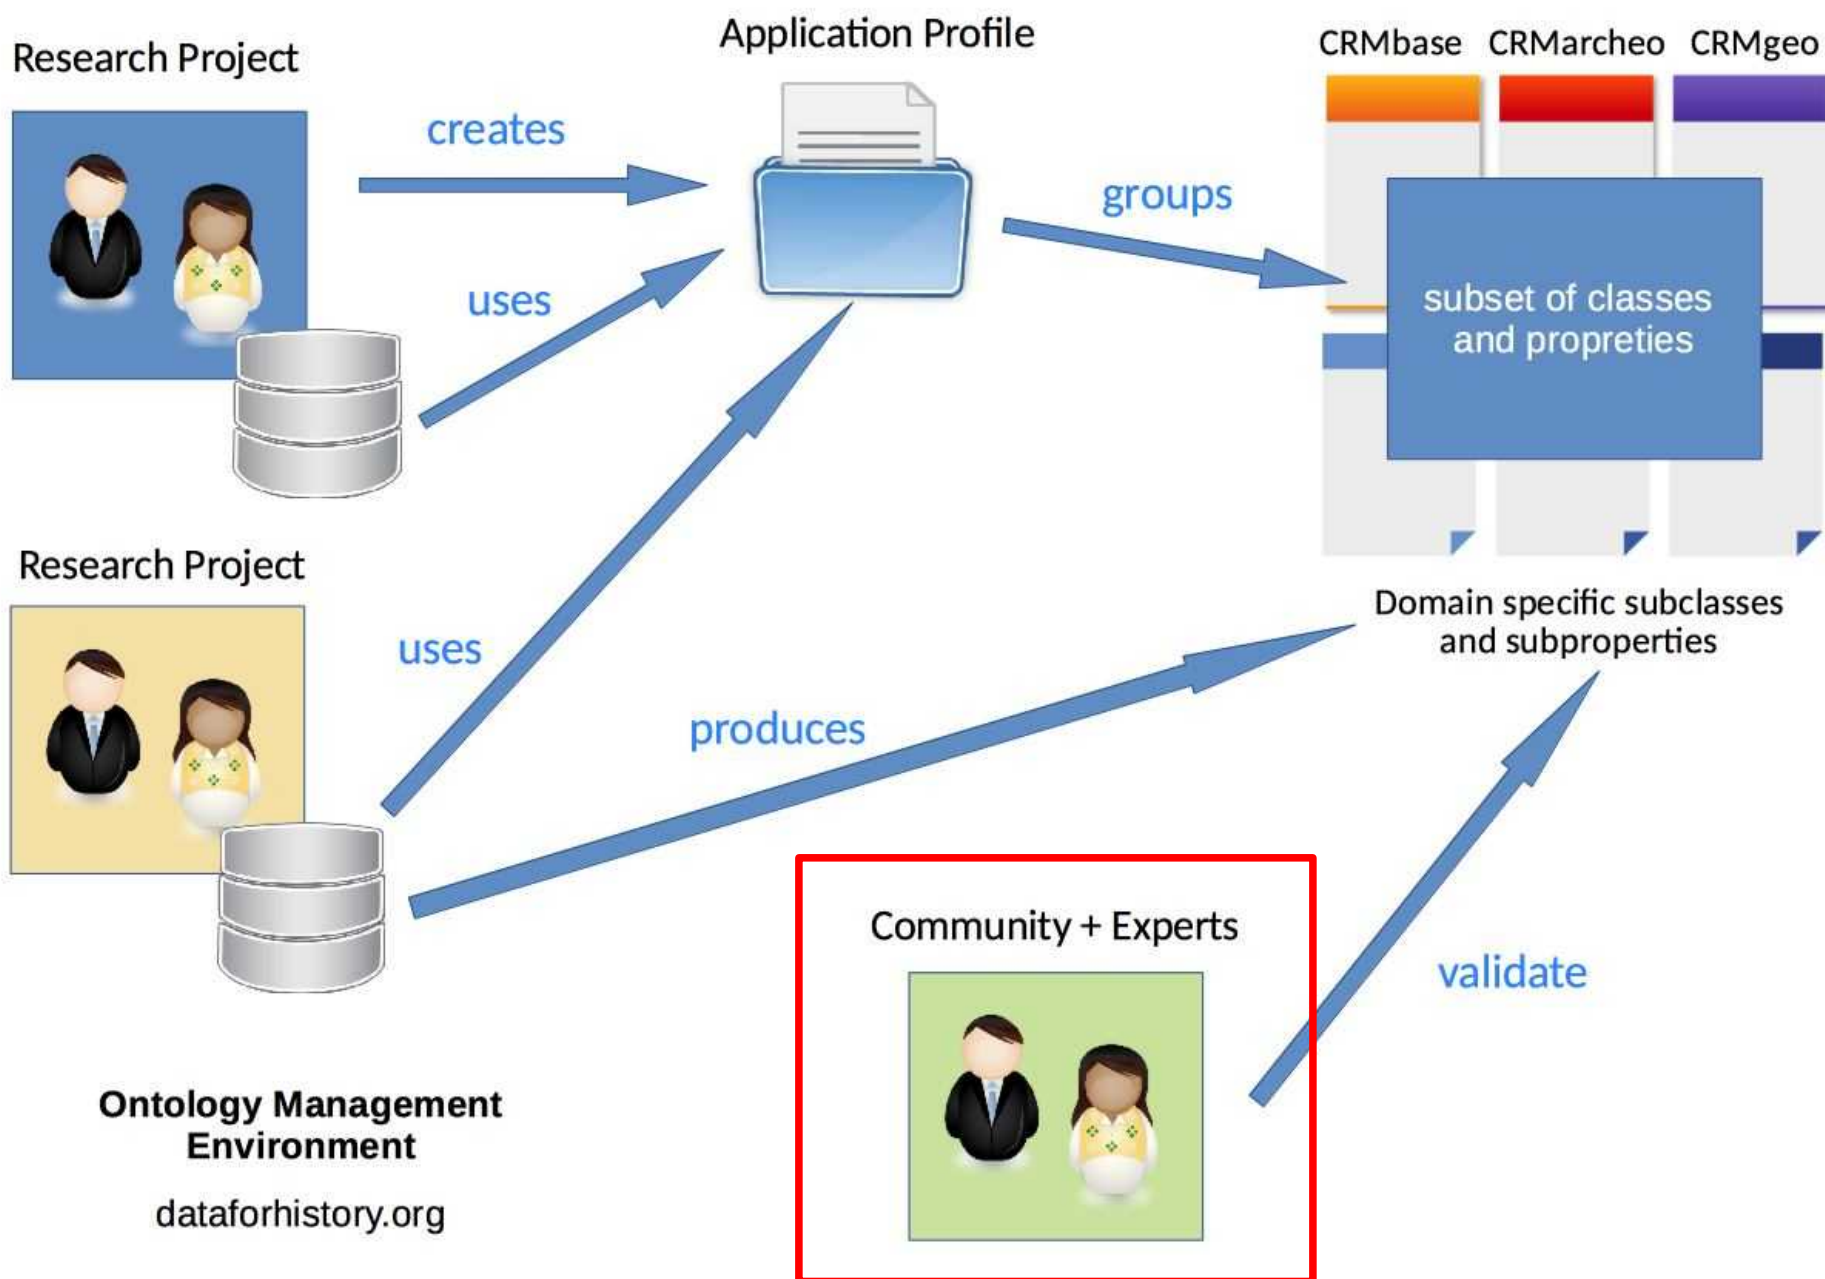 Research Project
Application Profile
CRMbase CRMarcheo CRMgeo
creates
groups
uses
subset of classes
and propreties
Research Project
Domain specific subclasses
and subproperties
uses
produces
Community + Experts
validate
Ontology Management
Environment
dataforhistory.org